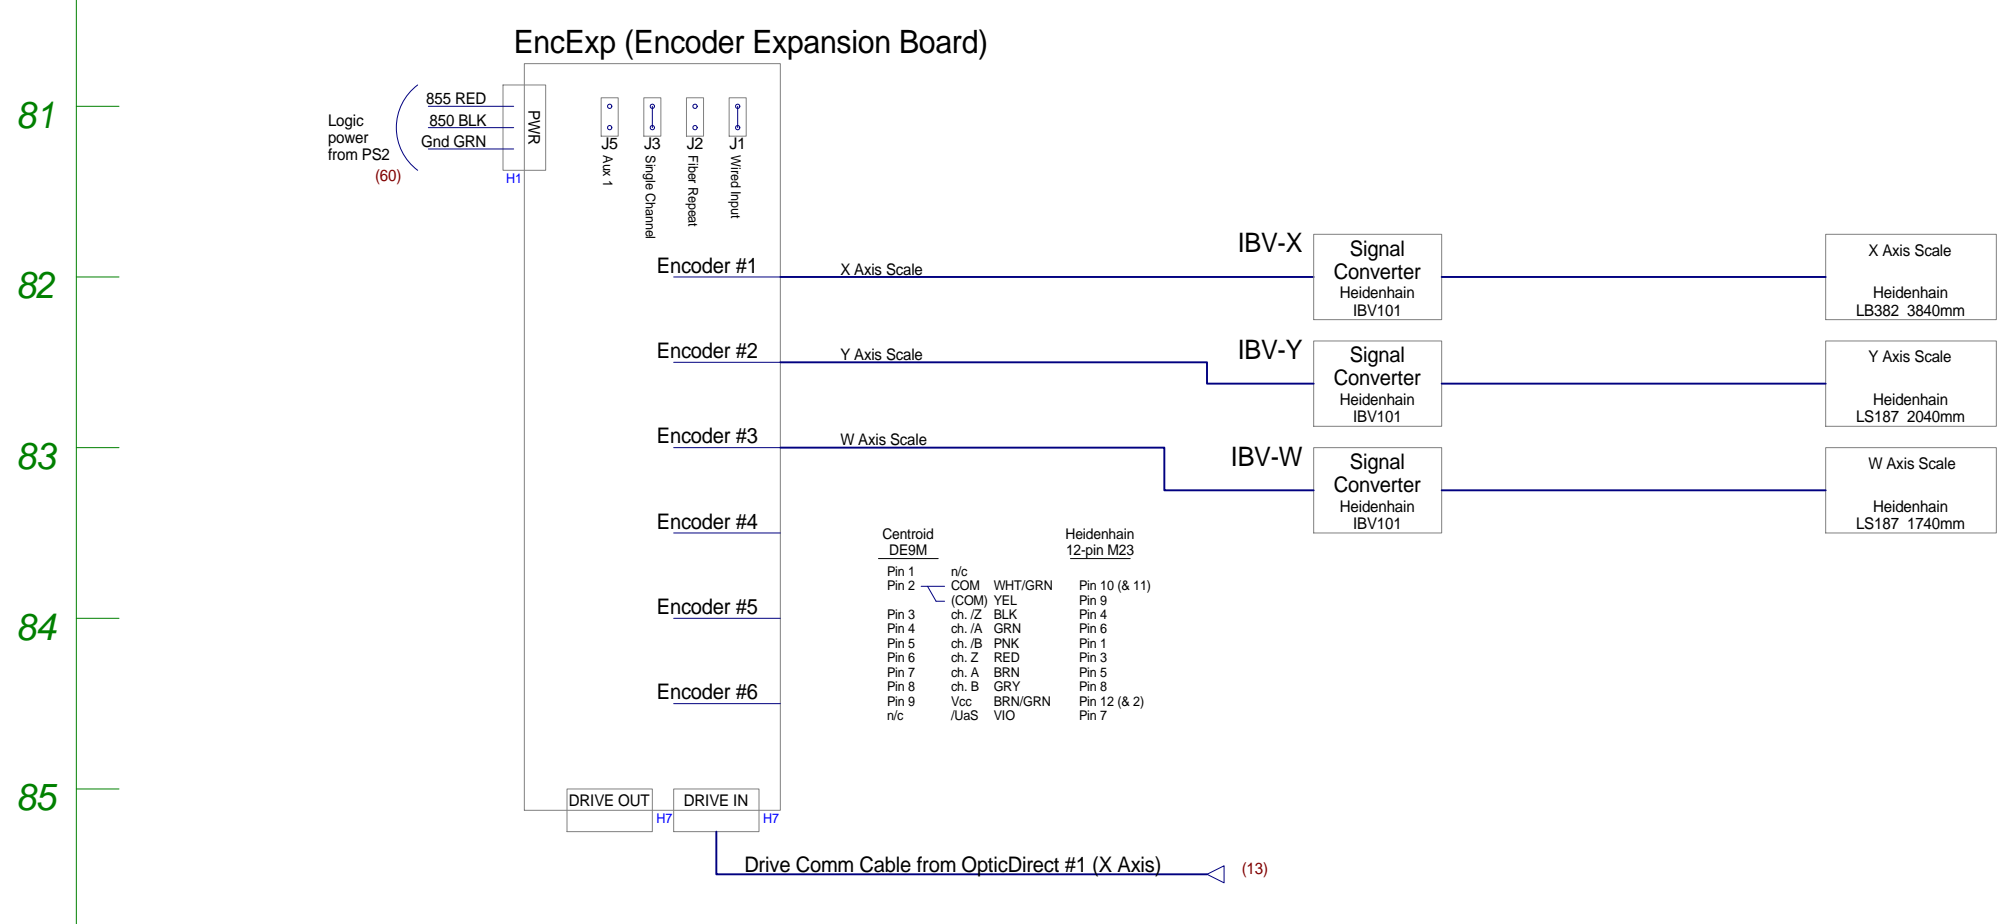 EncExp (Encoder Expansion Board)
81
Logic
power
from PS2
(60)
855 RED
850 BLK
Gnd GRN
PWR
H1
J5
J3
J2
J1
Aux 1
Single Channel
Fiber Repeat
Wired Input
82
Encoder #1
X Axis Scale
IBV-X
Signal
Converter
Heidenhain
IBV101
X Axis Scale
Heidenhain
LB382 3840mm
Encoder #2
Y Axis Scale
IBV-Y
Signal
Converter
Heidenhain
IBV101
Y Axis Scale
Heidenhain
LS187 2040mm
83
Encoder #3
W Axis Scale
IBV-W
Signal
Converter
Heidenhain
IBV101
W Axis Scale
Heidenhain
LS187 1740mm
Encoder #4
84
Encoder #5
Encoder #6
Centroid Heidenhain
DE9M 12-pin M23
Pin 1 n/c
Pin 2 COM WHT/GRN Pin 10 (& 11)
(COM) YEL Pin 9
Pin 3 ch. /Z BLK Pin 4
Pin 4 ch. /A GRN Pin 6
Pin 5 ch. /B PNK Pin 1
Pin 6 ch. Z RED Pin 3
Pin 7 ch. A BRN Pin 5
Pin 8 ch. B GRY Pin 8
Pin 9 Vcc BRN/GRN Pin 12 (& 2)
n/c /UaS VIO Pin 7
85
DRIVE OUT
H7
DRIVE IN
H7
Drive Comm Cable from OpticDirect #1 (X Axis)
(13)